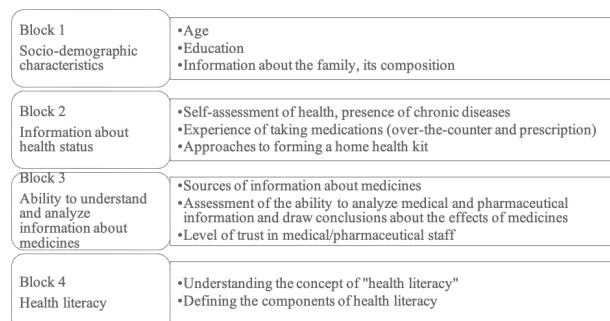 Block 1
Socio-demographic
characteristics
•Age
•Education
•Information about the family, its composition
Block 2
Information about
health status
•Self-assessment of health, presence of chronic diseases
•Experience of taking medications (over-the-counter and prescription)
•Approaches to forming a home health kit
Block 3
Ability to understand
and analyze
information about
medicines
•Sources of information about medicines
•Assessment of the ability to analyze medical and pharmaceutical
information and draw conclusions about the effects of medicines
•Level of trust in medical/pharmaceutical staff
Block 4
Health literacy
•Understanding the concept of "health literacy"
•Defining the components of health literacy